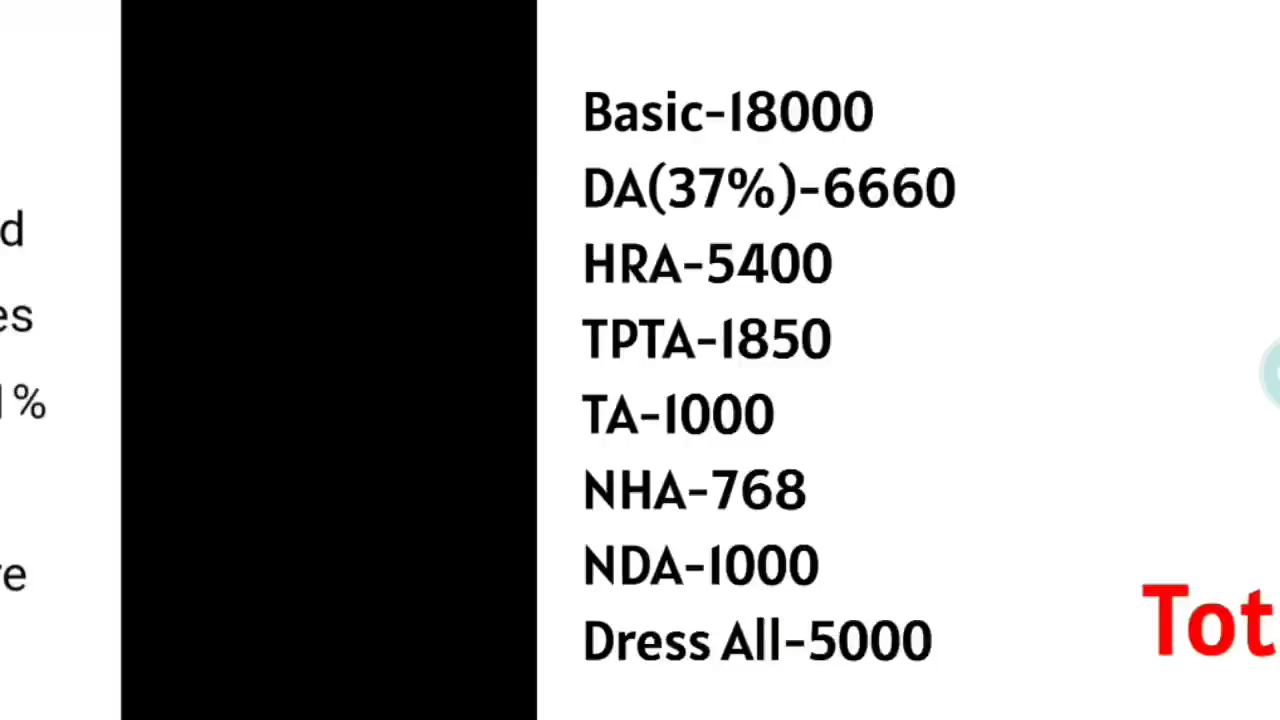 Basic-18000
DA(37%)-6660
HRA-5400
TPTA-1850
TA-1000
NHA-768
NDA-1000
Dress All-5000